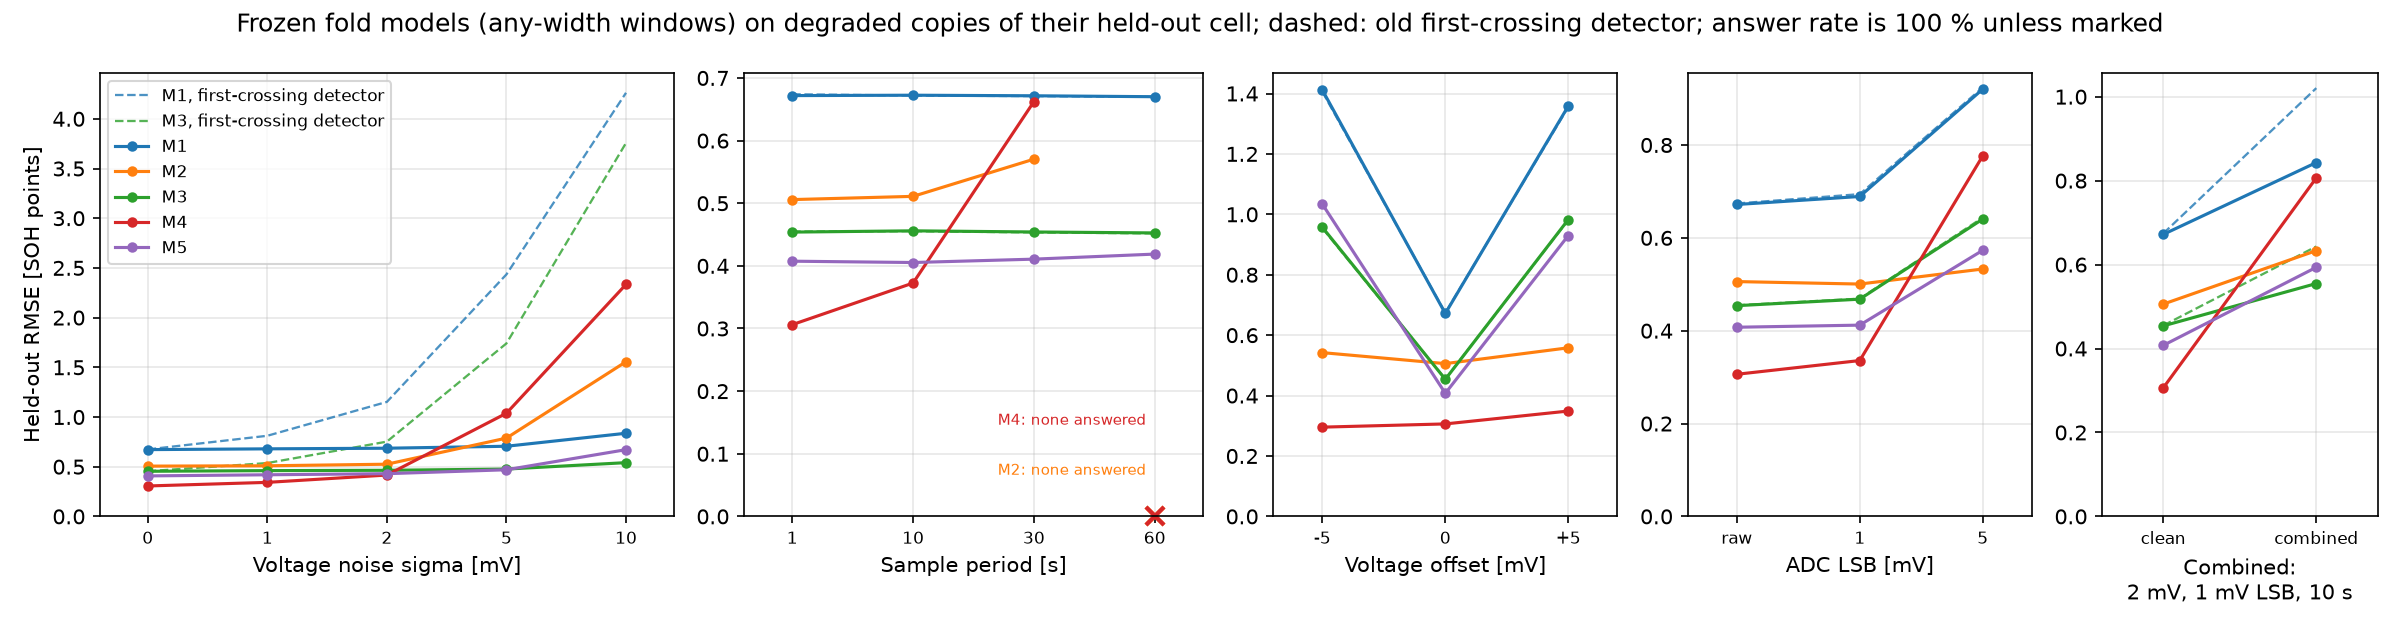 Frozen fold models (any-width windows) on degraded copies of their held-out cell; dashed: old first-crossing detector; answer rate is 100 % unless marked
Held-out RMSE [SOH points]
4.0
3.5
3.0
2.5
2.0
1.5
1.0
0.5
0.0
M1, first-crossing detector
M3, first-crossing detector
M1
M2
M3
M4
M5
0 1 2 5 10
Voltage noise sigma [mV]
0.7
0.6
0.5
0.4
0.3
0.2
0.1
0.0
M4: none answered
M2: none answered
1 10 30 60
Sample period [s]
1.4
1.2
1.0
0.8
0.6
0.4
0.2
0.0
-5 0 +5
Voltage offset [mV]
0.8
0.6
0.4
0.2
0.0
raw 1 5
ADC LSB [mV]
1.0
0.8
0.6
0.4
0.2
0.0
clean combined
Combined:
2 mV, 1 mV LSB, 10 s